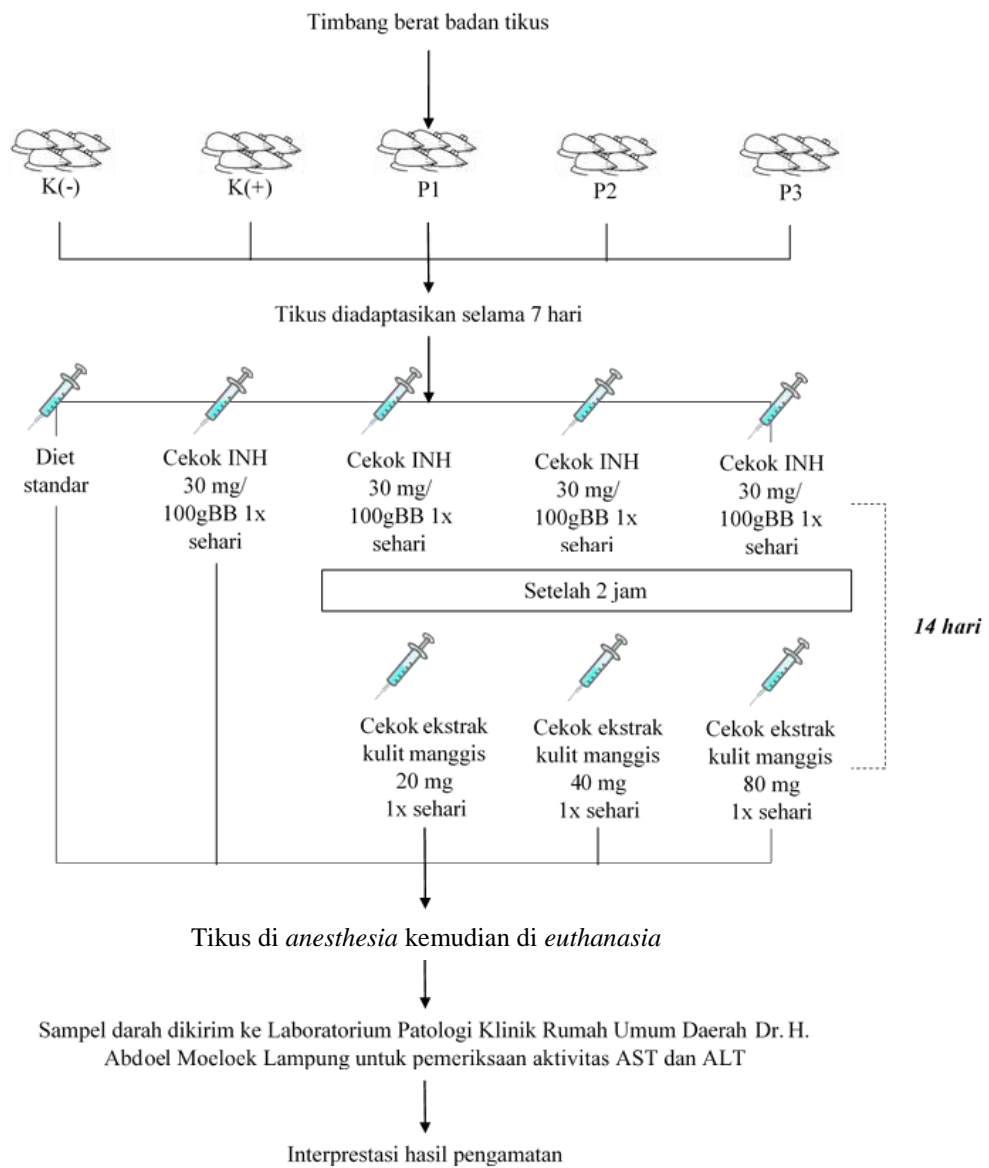 Timbang berat badan tikus
K(-)
K(+)
P1
P2
P3
Tikus diadaptasikan selama 7 hari
Diet
standar
Cekok INH
30 mg/
100gBB 1x
sehari
Cekok INH
30 mg/
100gBB 1x
sehari
Cekok INH
30 mg/
100gBB 1x
sehari
Cekok INH
30 mg/
100gBB 1x
sehari
Setelah 2 jam
14 hari
Cekok ekstrak
kulit manggis
20 mg
1x sehari
Cekok ekstrak
kulit manggis
40 mg
1x sehari
Cekok ekstrak
kulit manggis
80 mg
1x sehari
Tikus di anesthesia kemudian di euthanasia
Sampel darah dikirim ke Laboratorium Patologi Klinik Rumah Umum Daerah Dr. H.
Abdoel Moeloek Lampung untuk pemeriksaan aktivitas AST dan ALT
Interprestasi hasil pengamatan